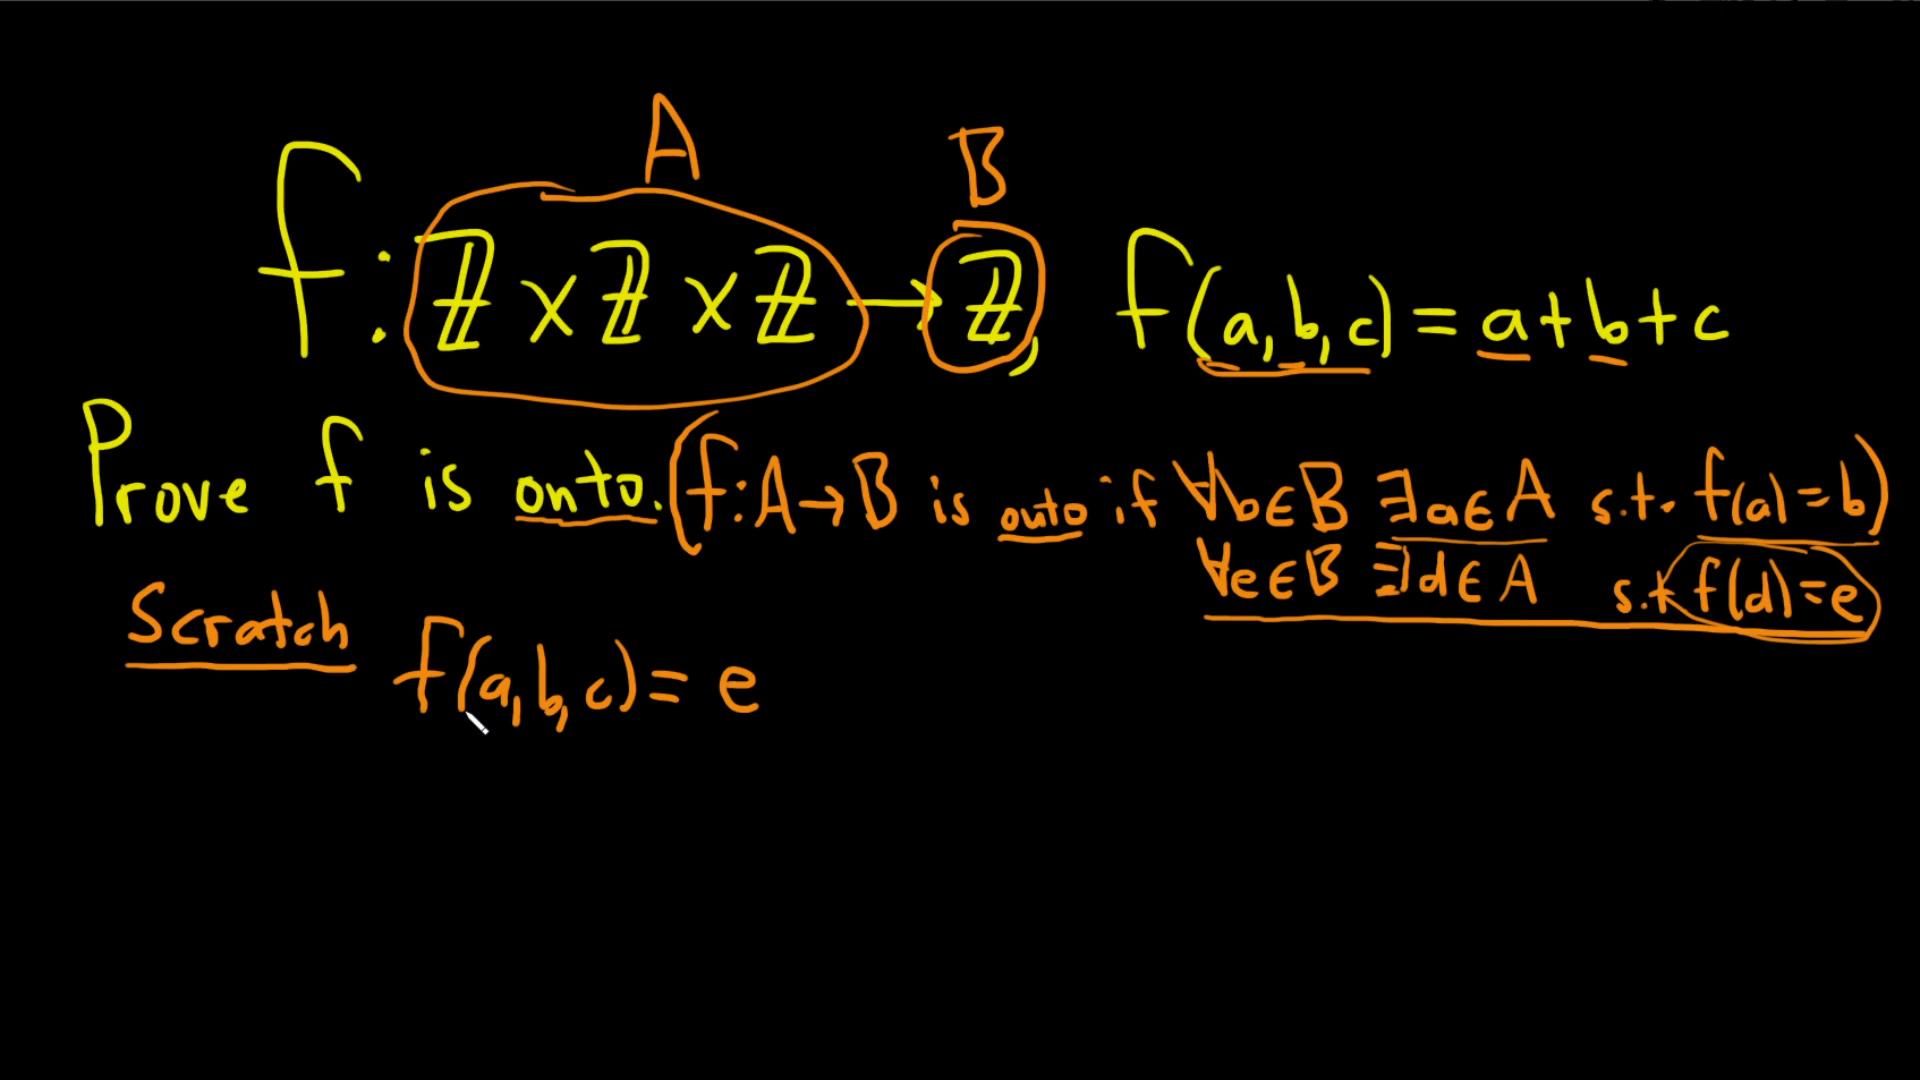 A B
f: ℤ × ℤ × ℤ → ℤ, f(a, b, c) = a + b + c
Prove f is onto. (f: A → B is onto if ∀b ∈ B ∃a ∈ A s.t. f(a) = b)
∀e ∈ B ∃d ∈ A s.t f(d) = e
Scratch f(a, b, c) = e